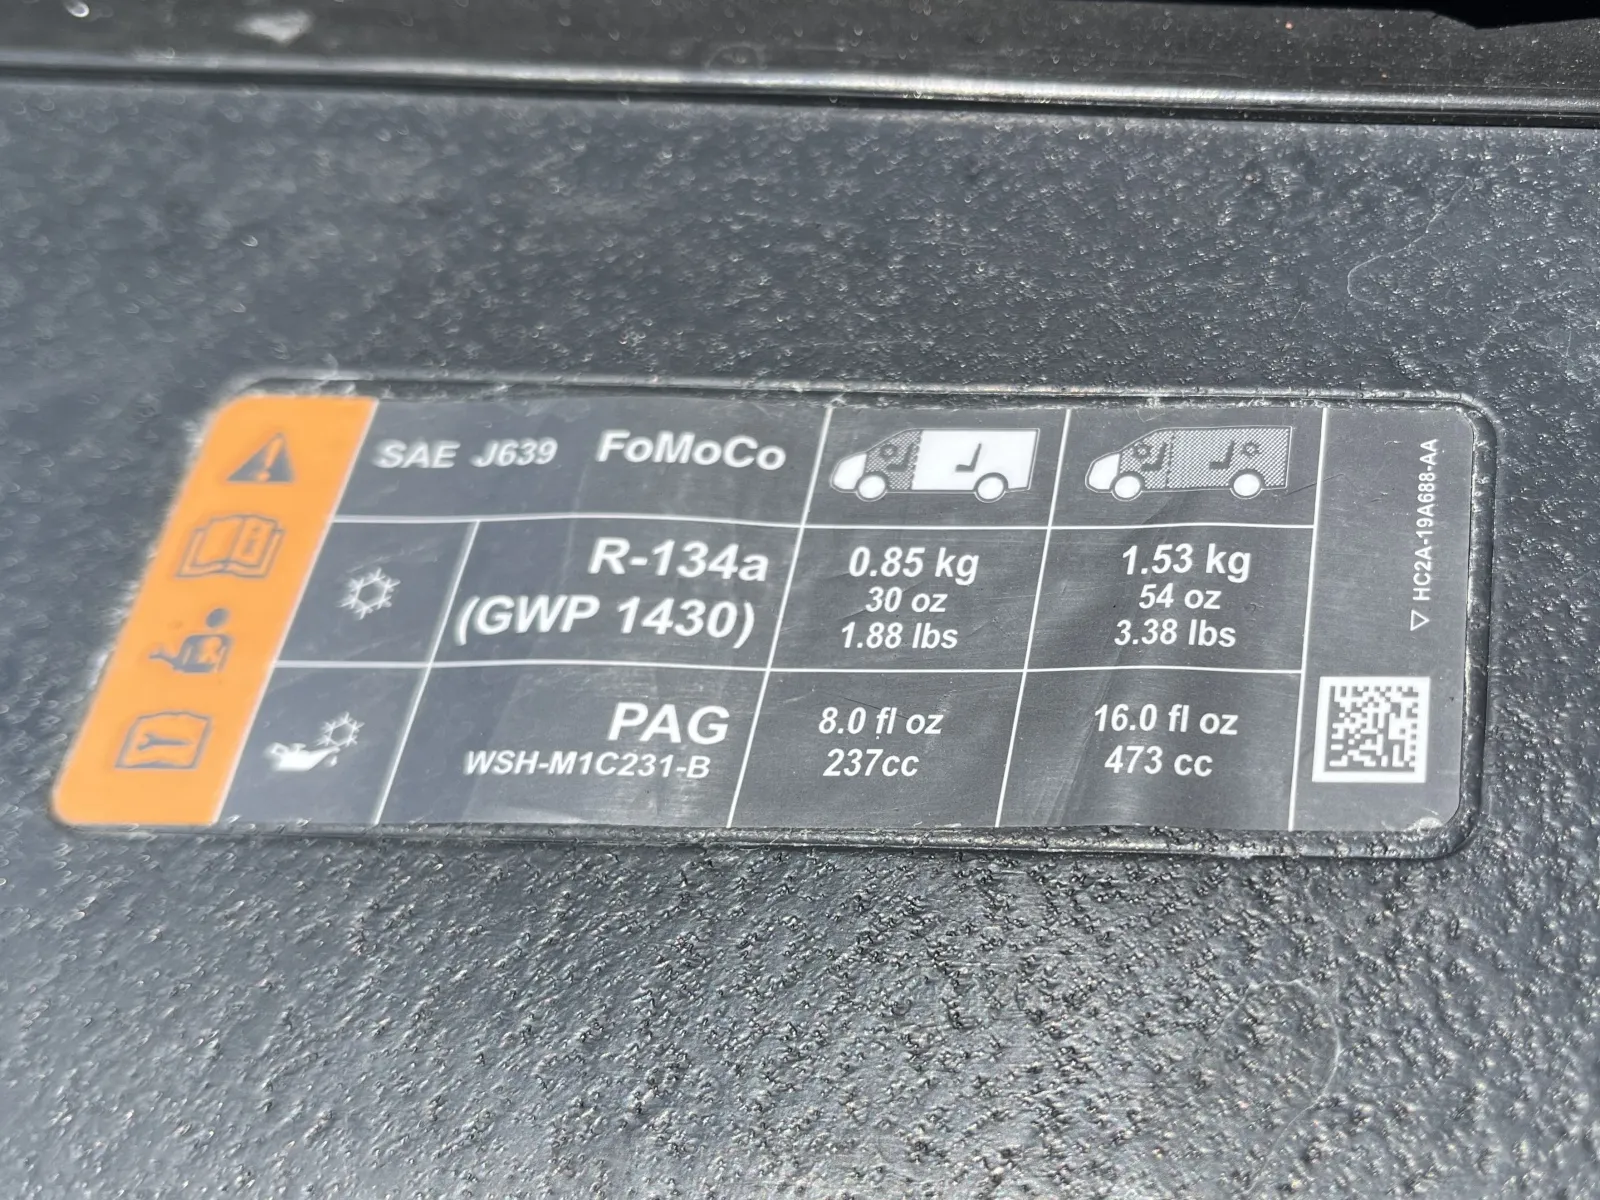 SAE J639 FoMoCo
R-134a
(GWP 1430)
0.85 kg
30 oz
1.88 lbs
1.53 kg
54 oz
3.38 lbs
PAG
WSH-M1C231-B
8.0 fl oz
237cc
16.0 fl oz
473 cc
HC2A-19A688-AA